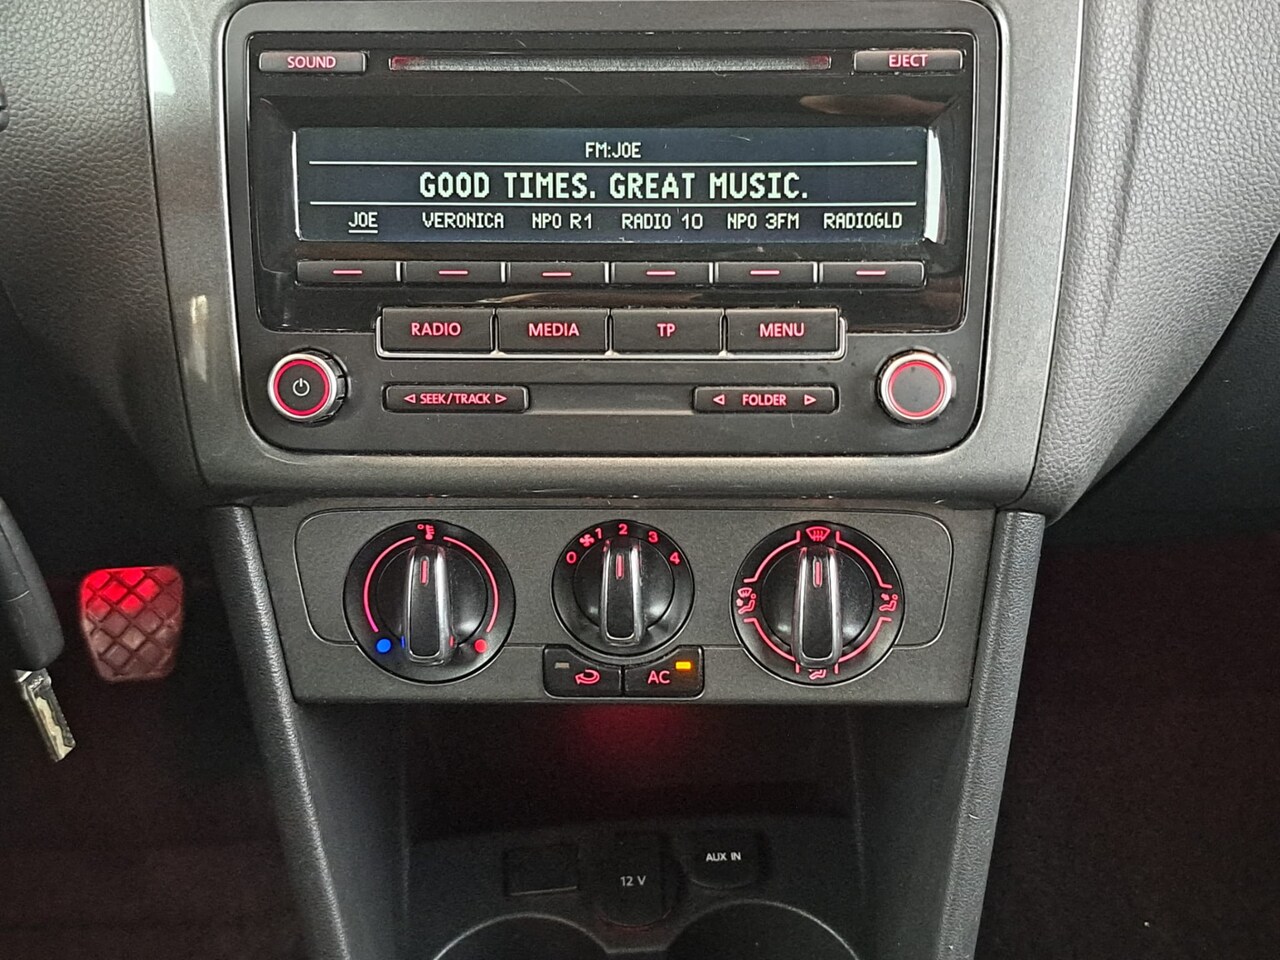 SOUND
EJECT
FM:JOE
GOOD TIMES. GREAT MUSIC.
JOE VERONICA NPO R1 RADIO 10 NPO 3FM RADIOGLD
RADIO MEDIA TP MENU
SEEK/TRACK FOLDER
0 1 2 3 4
AC
AUX IN
12 V